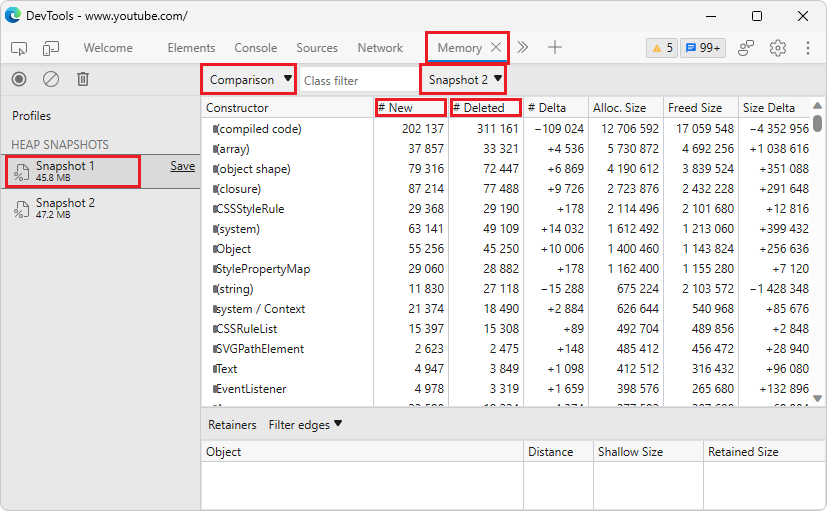 DevTools - www.youtube.com/
Welcome Elements Console Sources Network Memory 5 99+
Comparison Class filter Snapshot 2
Profiles
HEAP SNAPSHOTS
Snapshot 1 Save
45.8 MB
Snapshot 2
47.2 MB
Constructor # New # Deleted # Delta Alloc. Size Freed Size Size Delta
(compiled code) 202 137 311 161 −109 024 12 706 592 17 059 548 −4 352 956
(array) 37 857 33 321 +4 536 5 730 872 4 692 256 +1 038 616
(object shape) 79 316 72 447 +6 869 4 190 612 3 839 524 +351 088
(closure) 87 214 77 488 +9 726 2 723 876 2 432 228 +291 648
CSSStyleRule 29 368 29 190 +178 2 114 496 2 101 680 +12 816
(system) 63 141 49 109 +14 032 1 612 492 1 213 060 +399 432
Object 55 256 45 250 +10 006 1 400 460 1 143 824 +256 636
StylePropertyMap 29 060 28 882 +178 1 162 400 1 155 280 +7 120
(string) 11 830 27 118 −15 288 675 224 2 103 572 −1 428 348
system / Context 21 374 18 490 +2 884 626 644 540 968 +85 676
CSSRuleList 15 397 15 308 +89 492 704 489 856 +2 848
SVGPathElement 2 623 2 475 +148 485 412 456 472 +28 940
Text 4 947 3 849 +1 098 412 512 316 432 +96 080
EventListener 4 978 3 319 +1 659 398 576 265 680 +132 896
Retainers Filter edges
Object Distance Shallow Size Retained Size